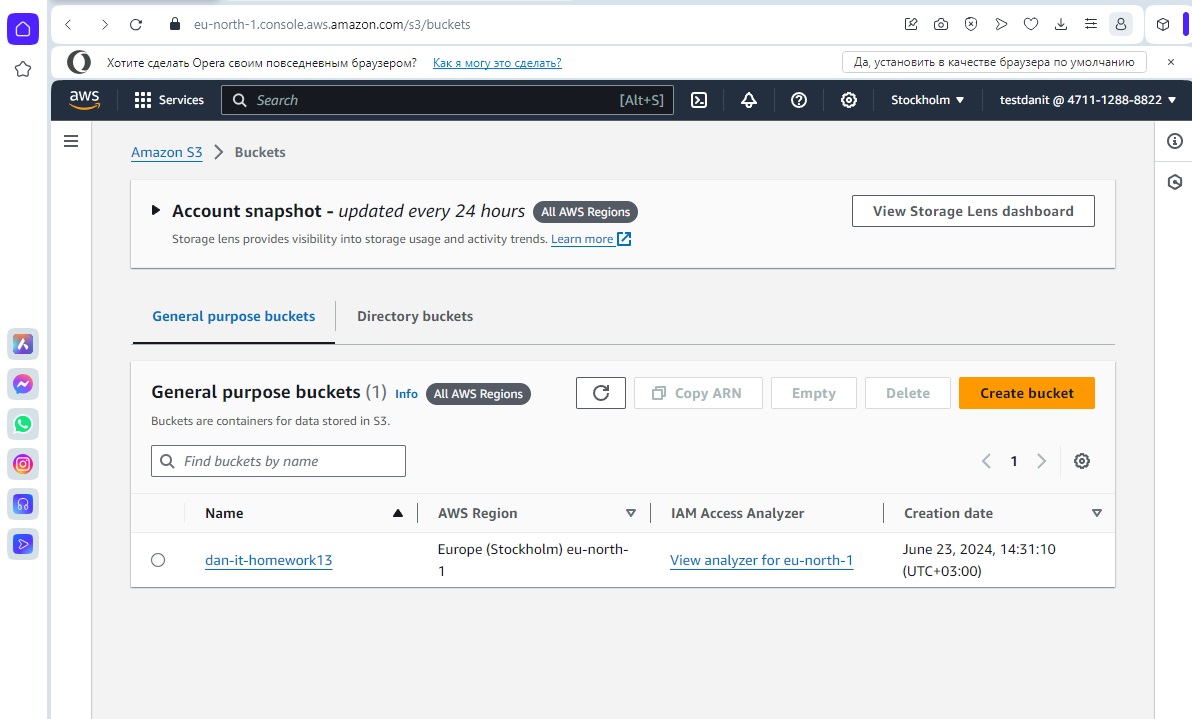 eu-north-1.console.aws.amazon.com/s3/buckets
Хотите сделать Opera своим повседневным браузером? Как я могу это сделать? Да, установить в качестве браузера по умолчанию
aws Services Search [Alt+S] Stockholm testdanit @ 4711-1288-8822
Amazon S3 Buckets
Account snapshot - updated every 24 hours All AWS Regions View Storage Lens dashboard
Storage lens provides visibility into storage usage and activity trends. Learn more
General purpose buckets Directory buckets
General purpose buckets (1) Info All AWS Regions Copy ARN Empty Delete Create bucket
Buckets are containers for data stored in S3.
Find buckets by name 1
Name AWS Region IAM Access Analyzer Creation date
dan-it-homework13 Europe (Stockholm) eu-north-1 View analyzer for eu-north-1 June 23, 2024, 14:31:10 (UTC+03:00)